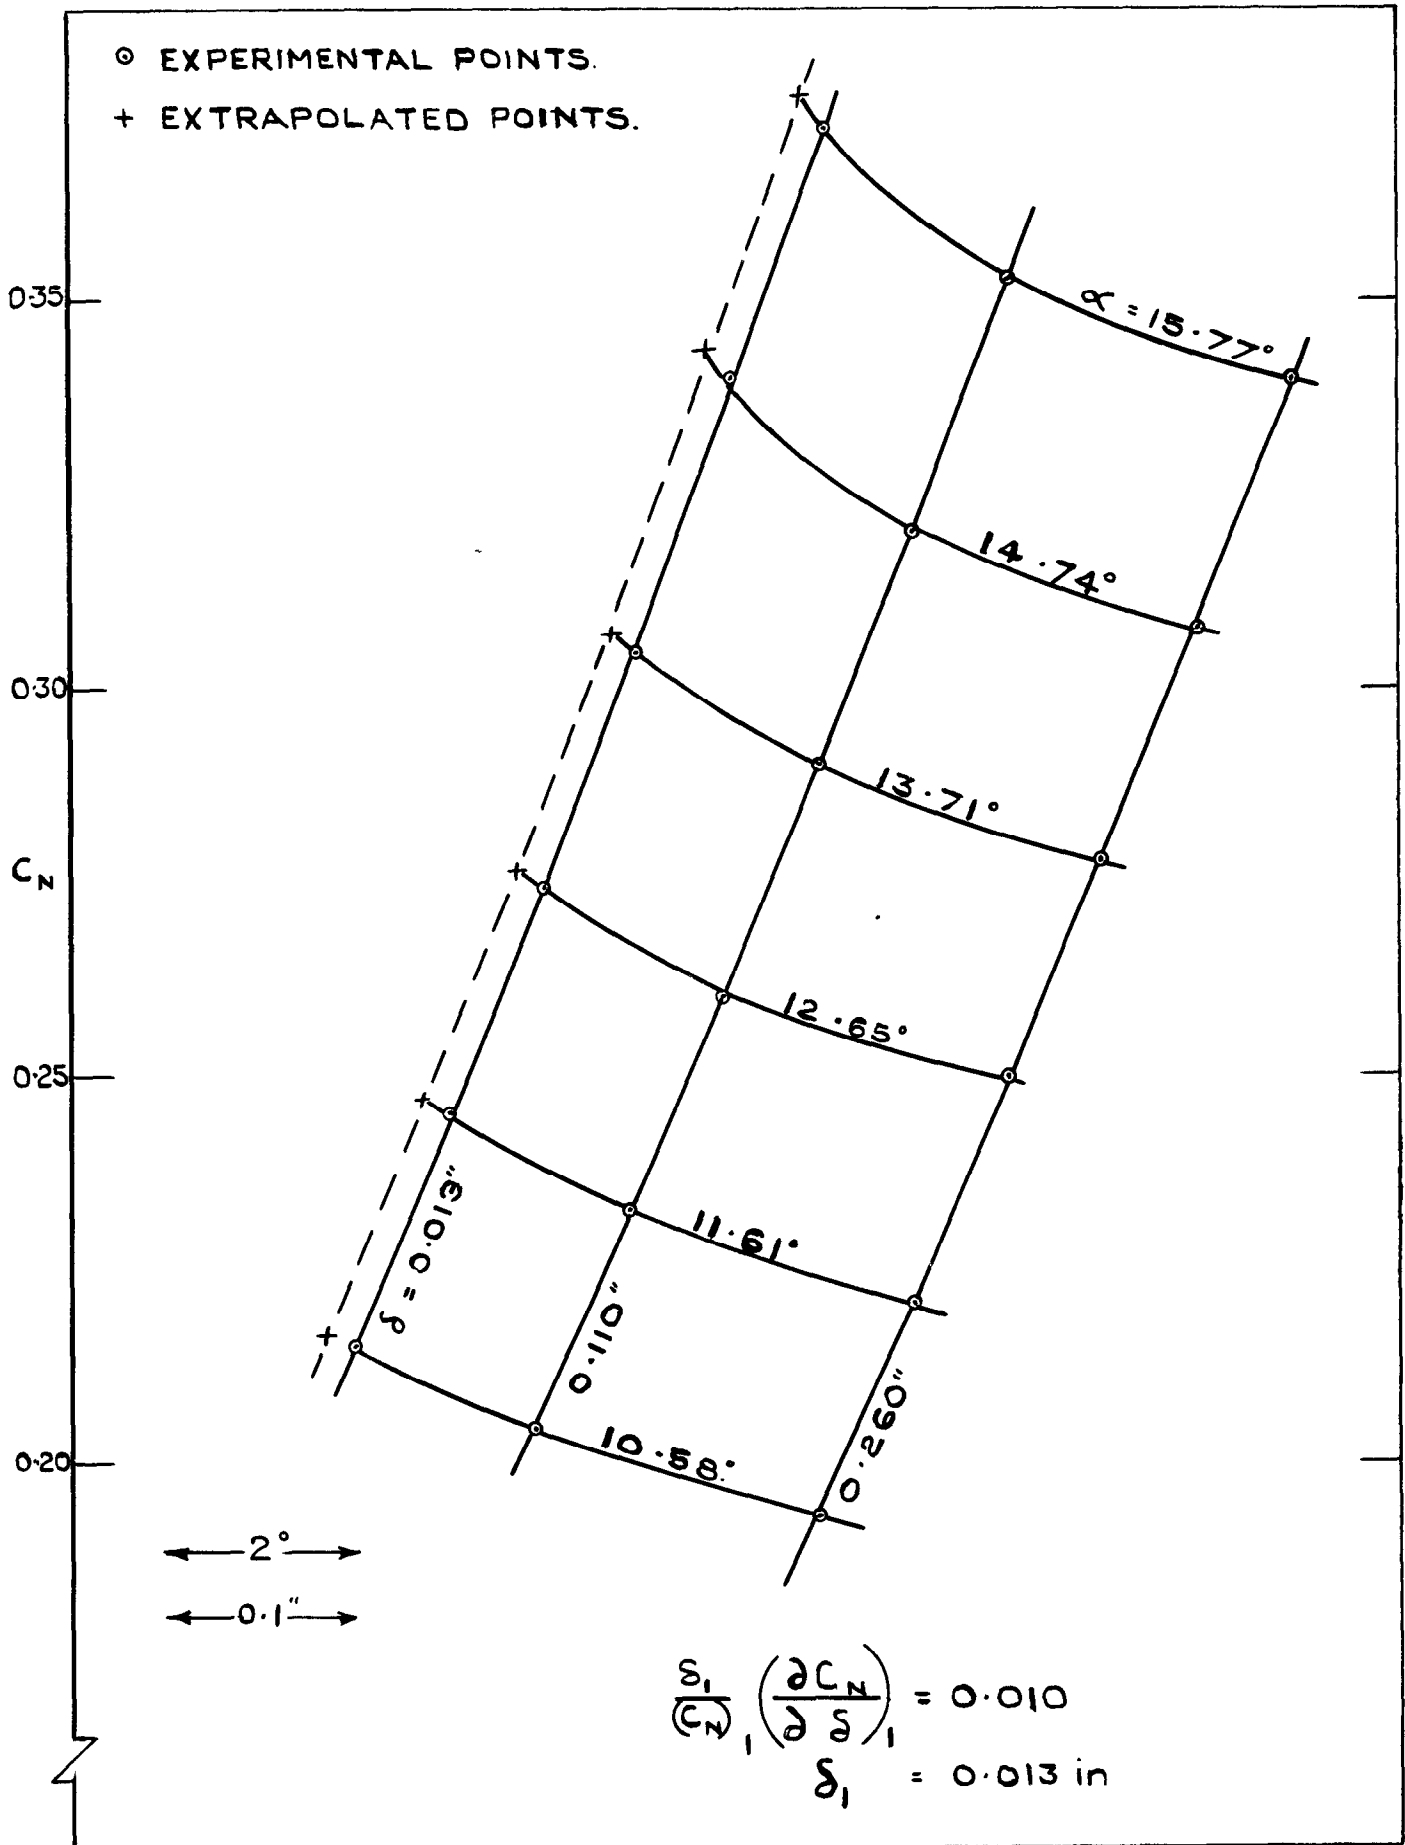 ⊙ EXPERIMENTAL POINTS.
+ EXTRAPOLATED POINTS.
0·35
α = 15·77°
14·74°
0·30
13·71°
C_N
12·65°
0·25
11·61°
δ = 0·013"
0·110"
0·260"
10·58°
0·20
2°
0·1"
δ₁/(C_N)₁ (∂C_N/∂δ)₁ = 0·010
δ₁ = 0·013 in